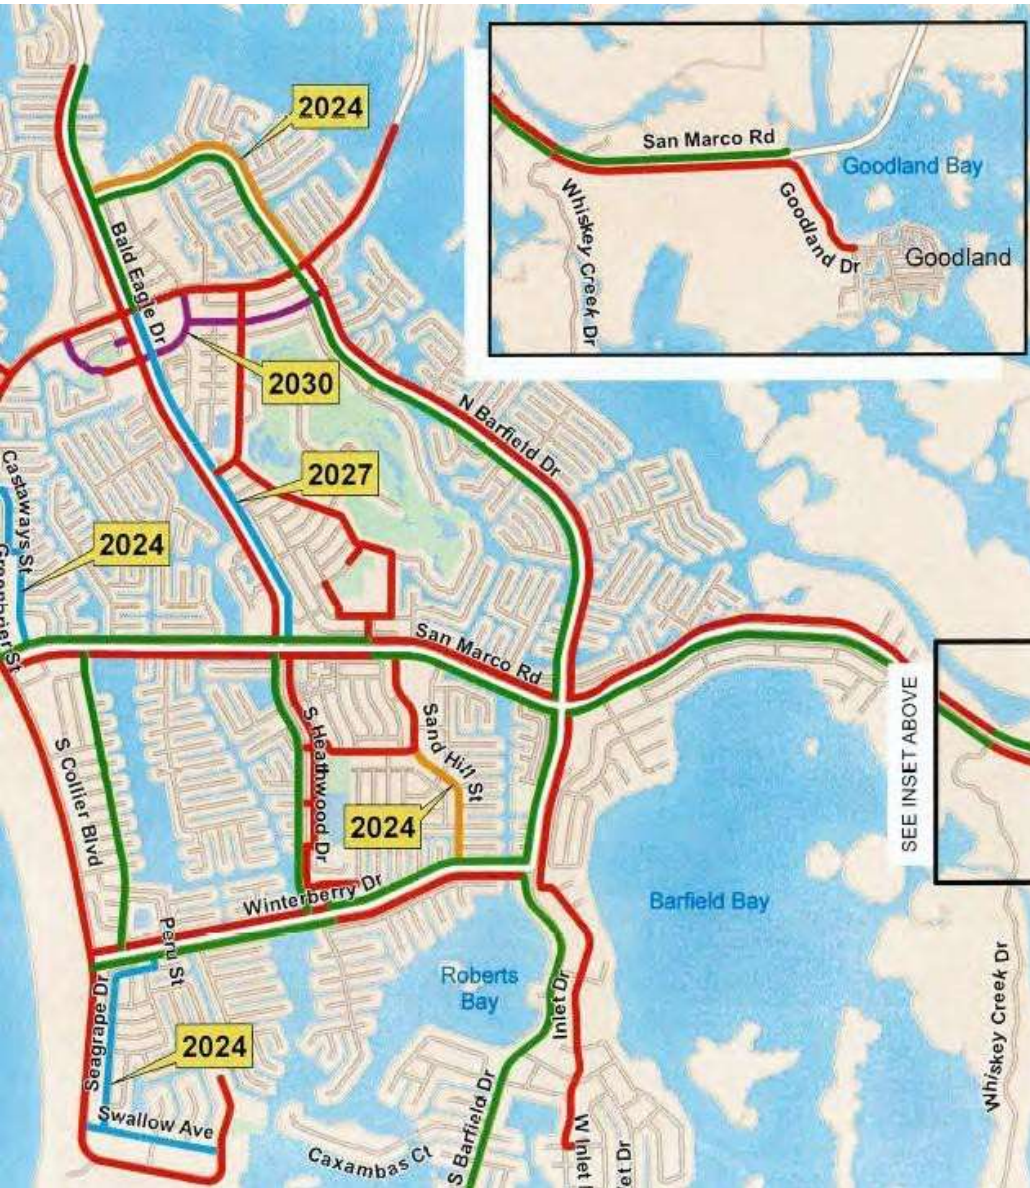 2024
San Marco Rd
Goodland Bay
Whiskey Creek Dr
Goodland Dr
Goodland
Bald Eagle Dr
2030
N Barfield Dr
2027
Castaways St
2024
Greenbrier St
San Marco Rd
SEE INSET ABOVE
S Collier Blvd
S Heathwood Dr
Sand Hill St
2024
Winterberry Dr
Barfield Bay
Peru St
Roberts
Bay
Inlet Dr
Seagrape Dr
2024
Whiskey Creek Dr
Swallow Ave
Caxambas Ct
S Barfield Dr
W Inlet
et Dr